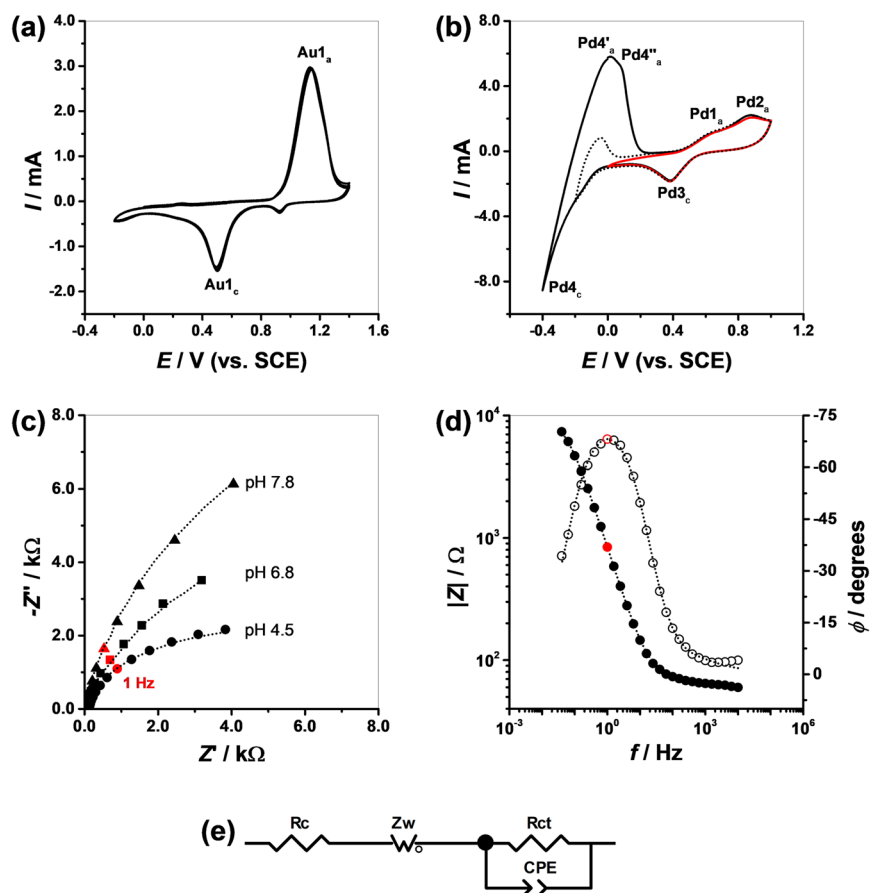 (a)
4.0
3.0
2.0
1.0
0.0
-1.0
-2.0
I / mA
Au1a
Au1c
-0.4 0.0 0.4 0.8 1.2 1.6
E / V (vs. SCE)
(b)
8.0
4.0
0.0
-4.0
-8.0
I / mA
Pd4'a
Pd4''a
Pd1a
Pd2a
Pd3c
Pd4c
-0.4 0.0 0.4 0.8 1.2
E / V (vs. SCE)
(c)
8.0
6.0
4.0
2.0
0.0
-Z'' / kΩ
pH 7.8
pH 6.8
pH 4.5
1 Hz
0.0 2.0 4.0 6.0 8.0
Z' / kΩ
(d)
10⁴
10³
10²
|Z| / Ω
-75
-60
-45
-30
-15
0
ϕ / degrees
10⁻³ 10⁰ 10³ 10⁶
f / Hz
(e)
Rc
Zw
Rct
CPE